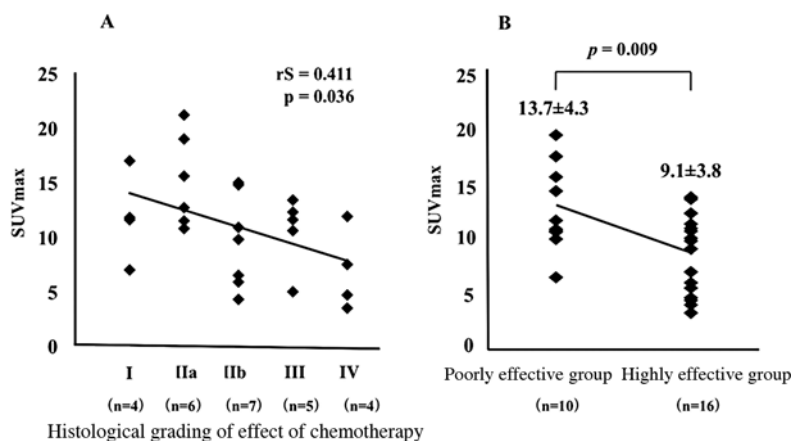 A
B
rS = 0.411
p = 0.036
p = 0.009
25
20
15
10
5
0
SUVmax
I IIa IIb III IV
(n=4) (n=6) (n=7) (n=5) (n=4)
Histological grading of effect of chemotherapy
25
20
15
10
5
0
SUVmax
13.7±4.3
9.1±3.8
Poorly effective group Highly effective group
(n=10) (n=16)